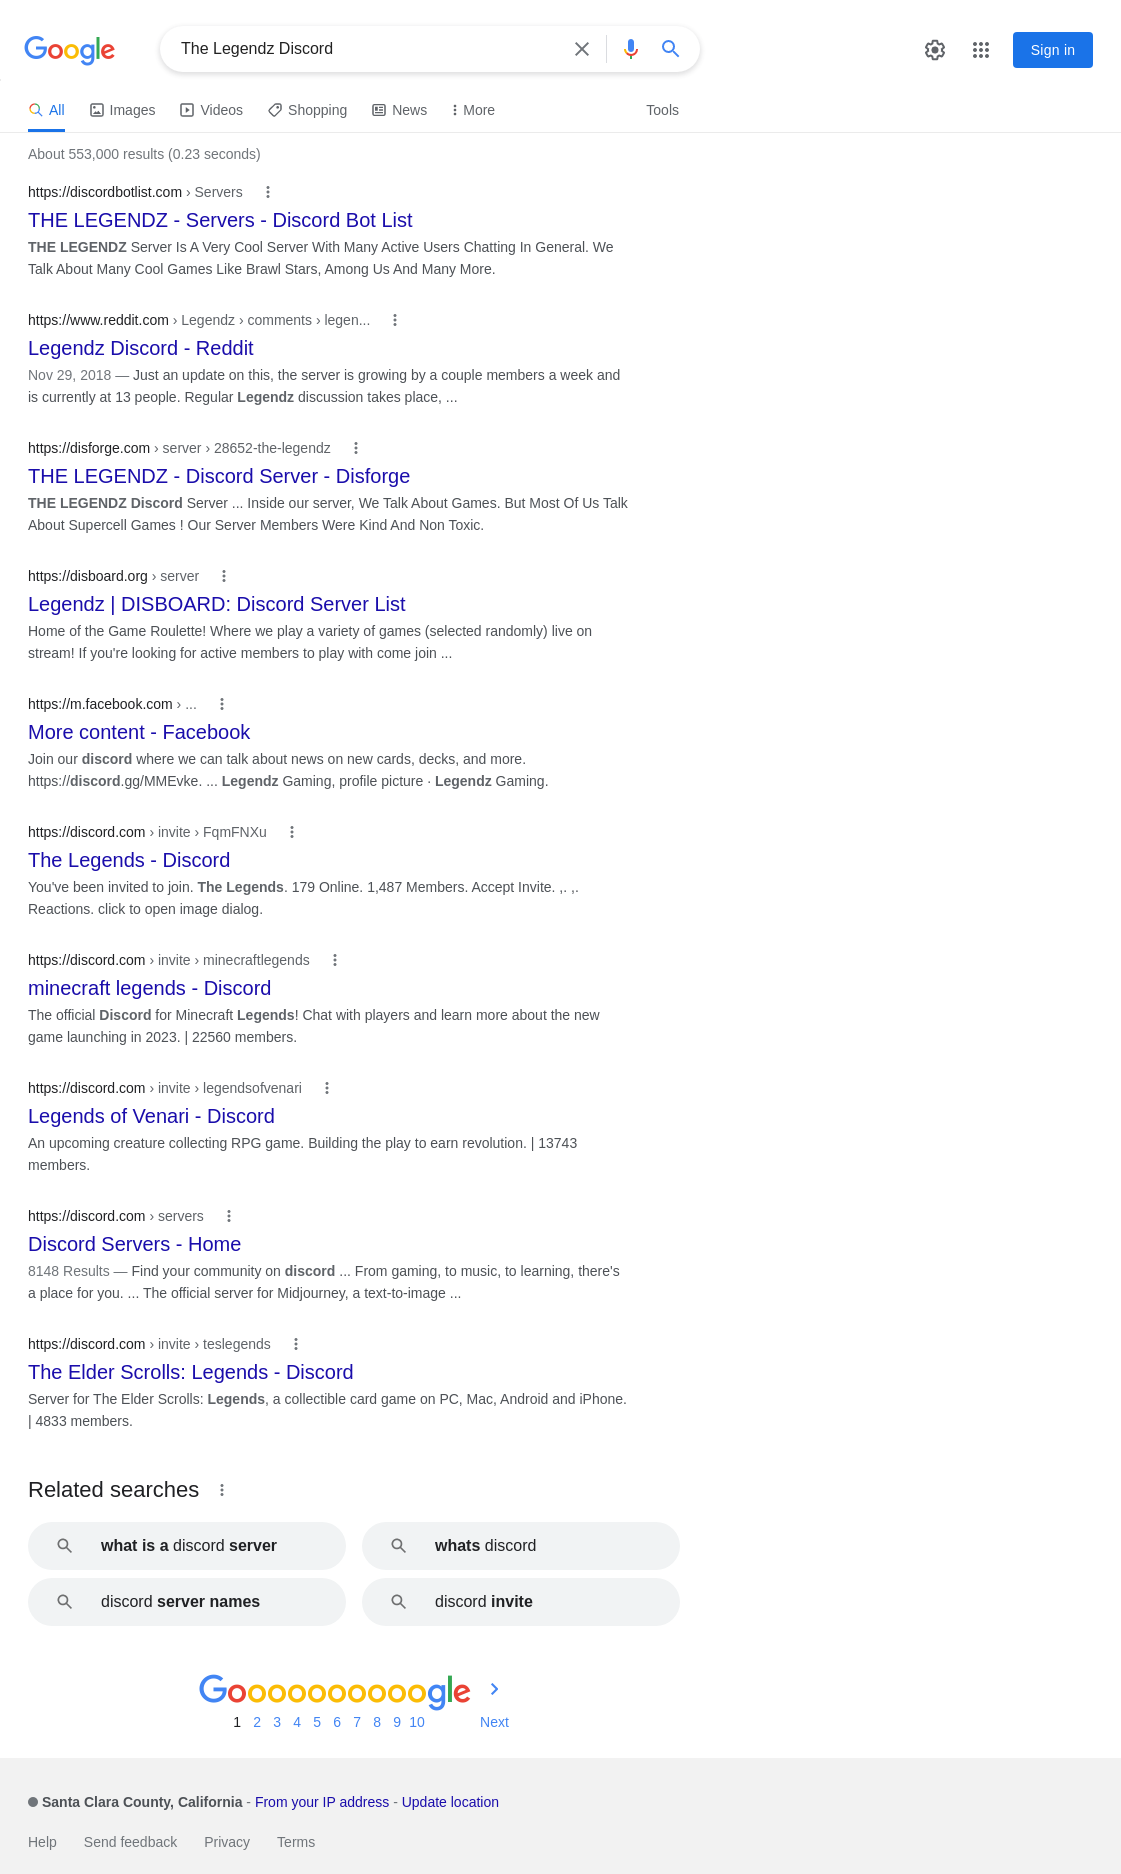 Google
The Legendz Discord
Sign in
All Images Videos Shopping News More Tools
About 553,000 results (0.23 seconds)
https://discordbotlist.com › Servers
THE LEGENDZ - Servers - Discord Bot List
THE LEGENDZ Server Is A Very Cool Server With Many Active Users Chatting In General. We
Talk About Many Cool Games Like Brawl Stars, Among Us And Many More.
https://www.reddit.com › Legendz › comments › legen...
Legendz Discord - Reddit
Nov 29, 2018 — Just an update on this, the server is growing by a couple members a week and
is currently at 13 people. Regular Legendz discussion takes place, ...
https://disforge.com › server › 28652-the-legendz
THE LEGENDZ - Discord Server - Disforge
THE LEGENDZ Discord Server ... Inside our server, We Talk About Games. But Most Of Us Talk
About Supercell Games ! Our Server Members Were Kind And Non Toxic.
https://disboard.org › server
Legendz | DISBOARD: Discord Server List
Home of the Game Roulette! Where we play a variety of games (selected randomly) live on
stream! If you're looking for active members to play with come join ...
https://m.facebook.com › ...
More content - Facebook
Join our discord where we can talk about news on new cards, decks, and more.
https://discord.gg/MMEvke. ... Legendz Gaming, profile picture · Legendz Gaming.
https://discord.com › invite › FqmFNXu
The Legends - Discord
You've been invited to join. The Legends. 179 Online. 1,487 Members. Accept Invite. ,. ,.
Reactions. click to open image dialog.
https://discord.com › invite › minecraftlegends
minecraft legends - Discord
The official Discord for Minecraft Legends! Chat with players and learn more about the new
game launching in 2023. | 22560 members.
https://discord.com › invite › legendsofvenari
Legends of Venari - Discord
An upcoming creature collecting RPG game. Building the play to earn revolution. | 13743
members.
https://discord.com › servers
Discord Servers - Home
8148 Results — Find your community on discord ... From gaming, to music, to learning, there's
a place for you. ... The official server for Midjourney, a text-to-image ...
https://discord.com › invite › teslegends
The Elder Scrolls: Legends - Discord
Server for The Elder Scrolls: Legends, a collectible card game on PC, Mac, Android and iPhone.
| 4833 members.
Related searches
what is a discord server
whats discord
discord server names
discord invite
Gooooooooooogle
1 2 3 4 5 6 7 8 9 10 Next
Santa Clara County, California - From your IP address - Update location
Help Send feedback Privacy Terms